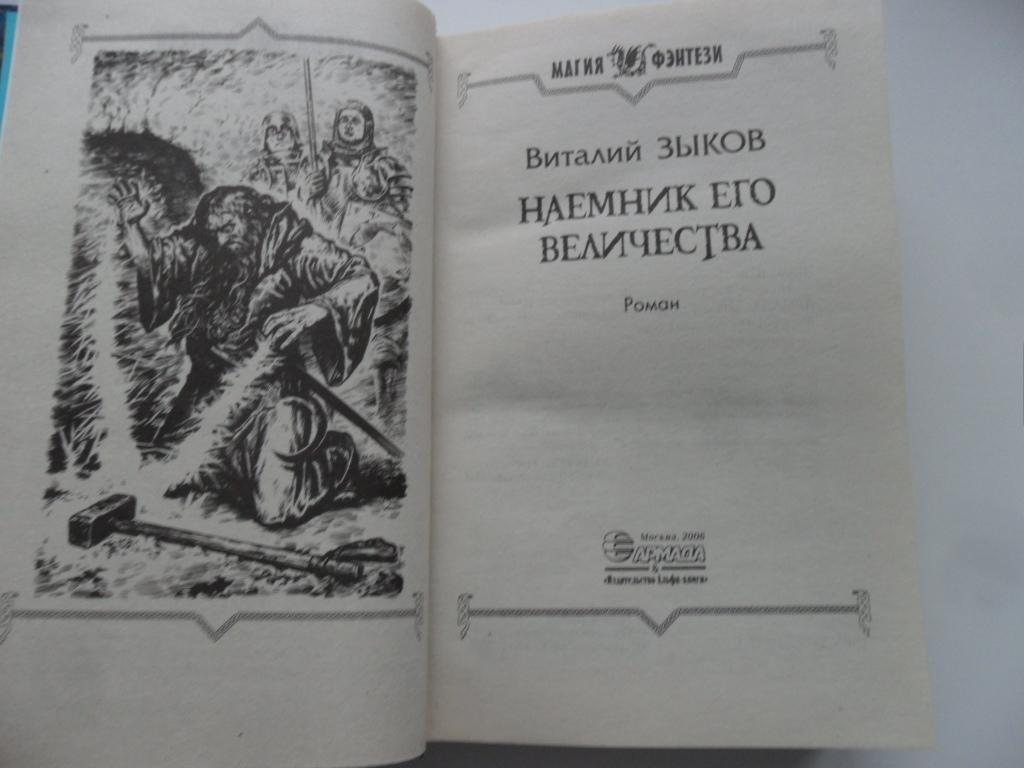 МАГИЯ ФЭНТЕЗИ
Виталий ЗЫКОВ
НАЕМНИК ЕГО
ВЕЛИЧЕСТВА
Роман
Москва, 2006
АРМАДА
&
«Издательство Альфа-книга»